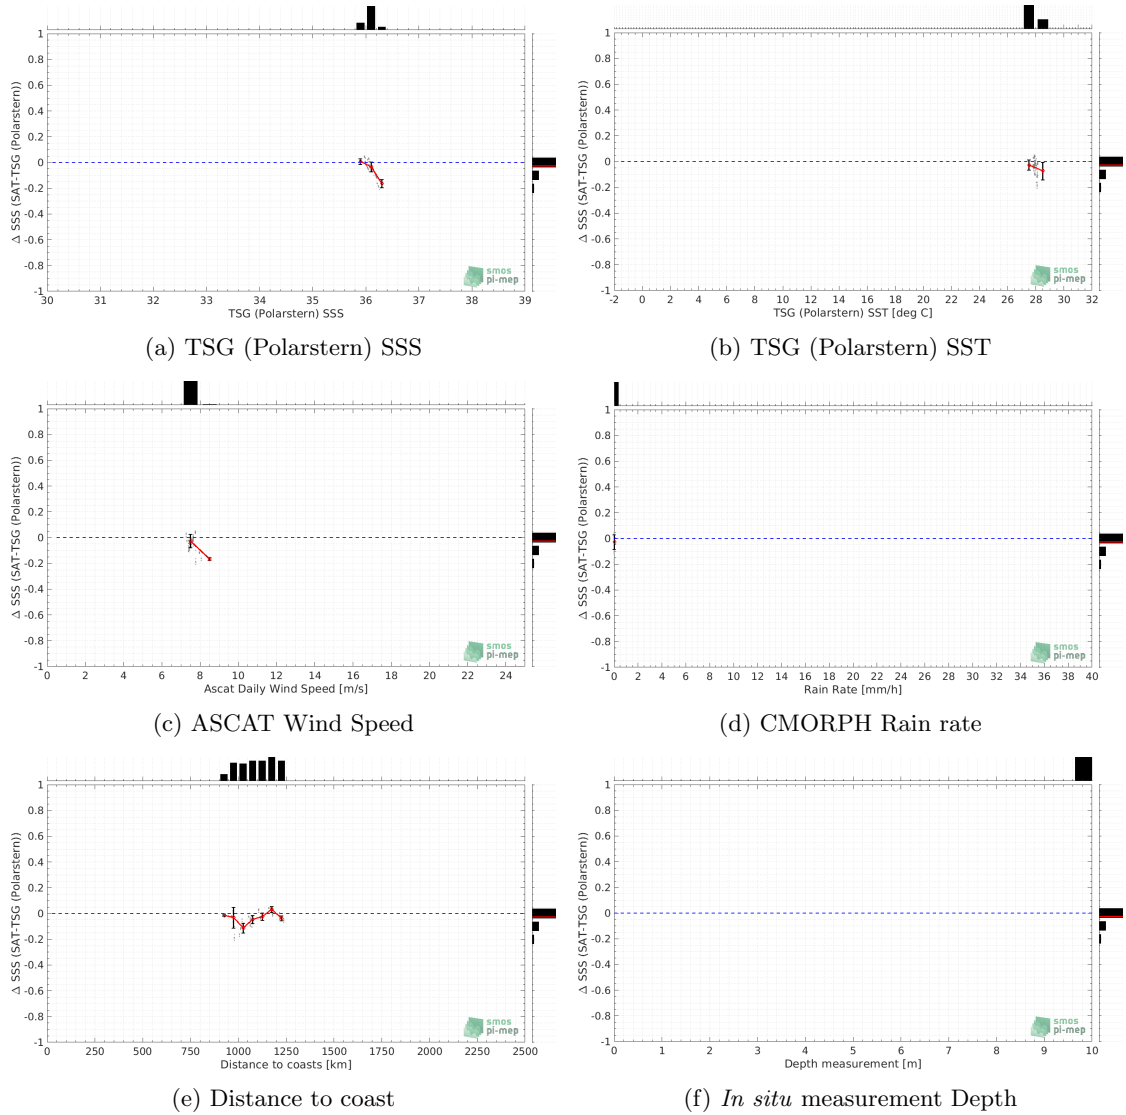 1
0.8
0.6
0.4
0.2
0
-0.2
-0.4
-0.6
-0.8
-1
Δ SSS (SAT-TSG (Polarstern))
smos
pi-mep
30 31 32 33 34 35 36 37 38 39
TSG (Polarstern) SSS
(a) TSG (Polarstern) SSS
1
0.8
0.6
0.4
0.2
0
-0.2
-0.4
-0.6
-0.8
-1
Δ SSS (SAT-TSG (Polarstern))
smos
pi-mep
-2 0 2 4 6 8 10 12 14 16 18 20 22 24 26 28 30 32
TSG (Polarstern) SST [deg C]
(b) TSG (Polarstern) SST
1
0.8
0.6
0.4
0.2
0
-0.2
-0.4
-0.6
-0.8
-1
Δ SSS (SAT-TSG (Polarstern))
smos
pi-mep
0 2 4 6 8 10 12 14 16 18 20 22 24
Ascat Daily Wind Speed [m/s]
(c) ASCAT Wind Speed
1
0.8
0.6
0.4
0.2
0
-0.2
-0.4
-0.6
-0.8
-1
Δ SSS (SAT-TSG (Polarstern))
smos
pi-mep
0 2 4 6 8 10 12 14 16 18 20 22 24 26 28 30 32 34 36 38 40
Rain Rate [mm/h]
(d) CMORPH Rain rate
1
0.8
0.6
0.4
0.2
0
-0.2
-0.4
-0.6
-0.8
-1
Δ SSS (SAT-TSG (Polarstern))
smos
pi-mep
0 250 500 750 1000 1250 1500 1750 2000 2250 2500
Distance to coasts [km]
(e) Distance to coast
1
0.8
0.6
0.4
0.2
0
-0.2
-0.4
-0.6
-0.8
-1
Δ SSS (SAT-TSG (Polarstern))
smos
pi-mep
0 1 2 3 4 5 6 7 8 9 10
Depth measurement [m]
(f) In situ measurement Depth